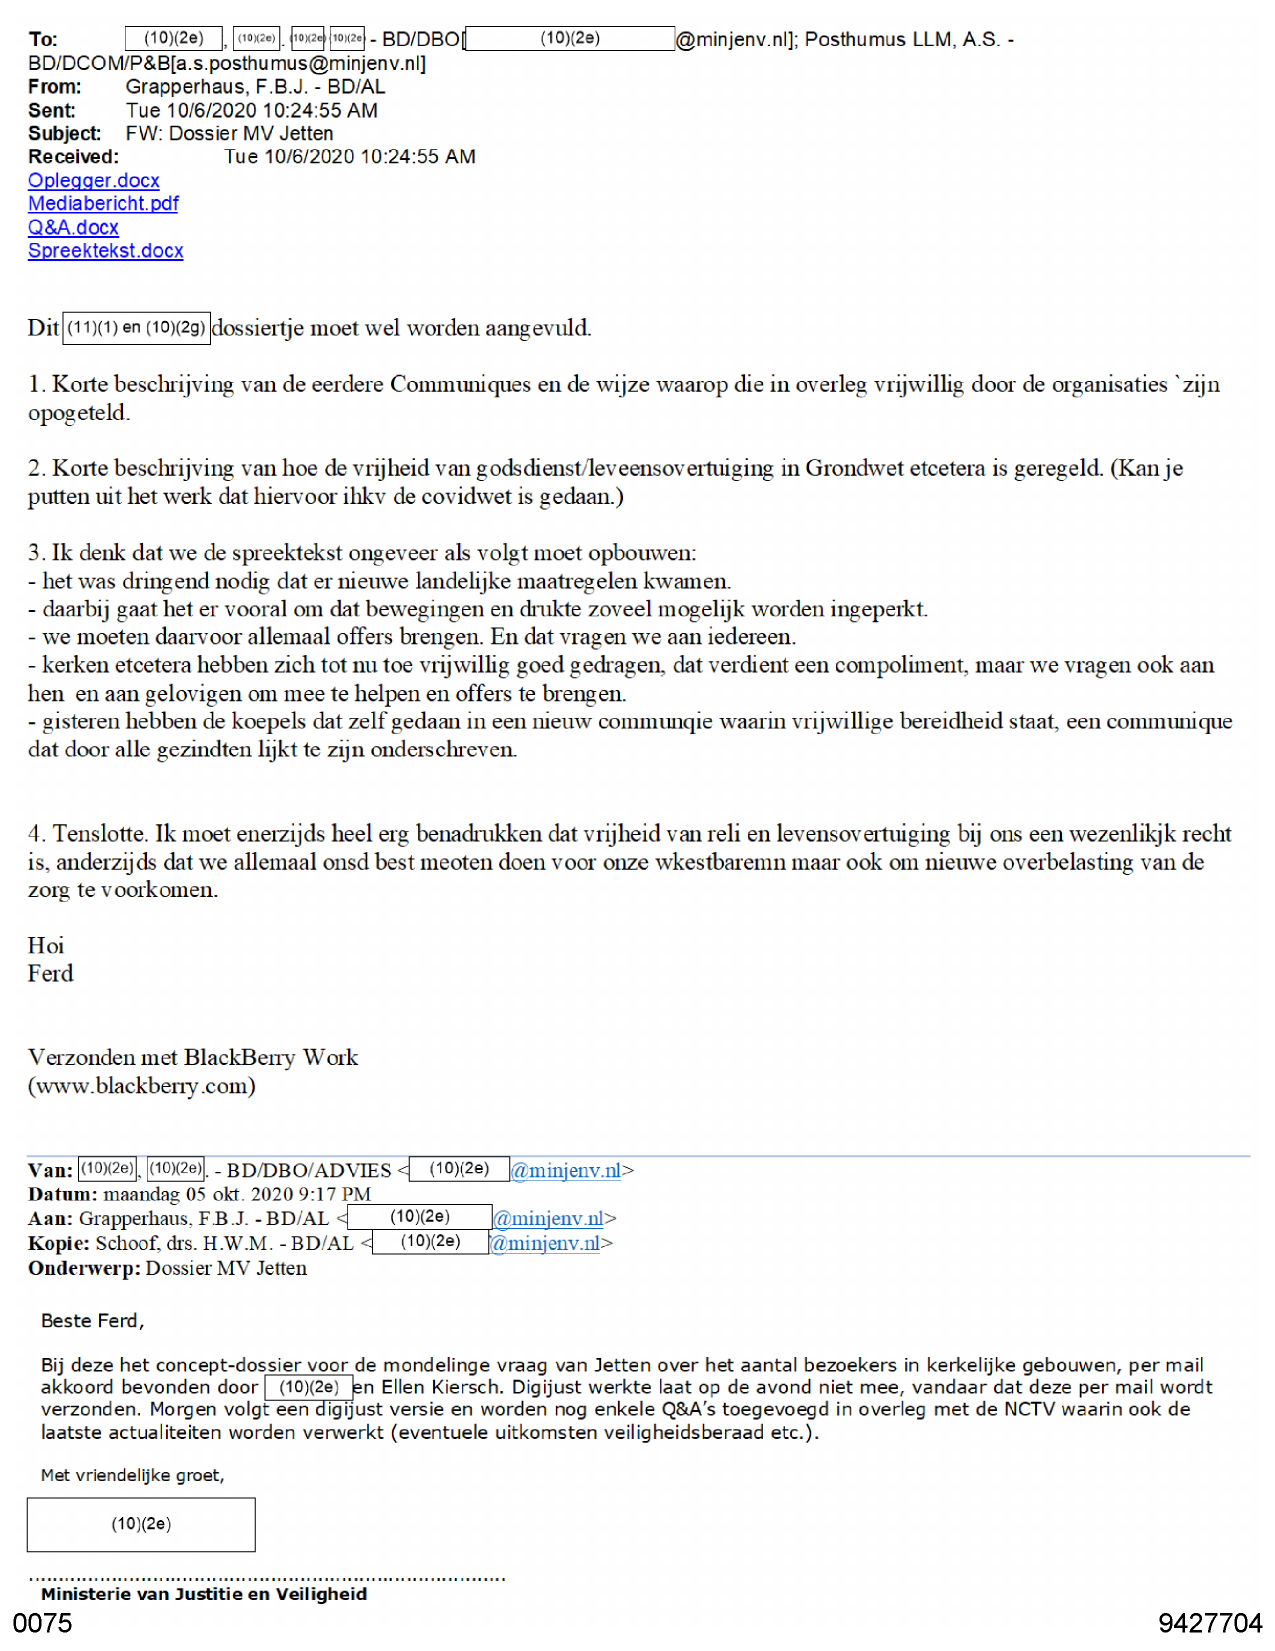 To: (10)(2e) , (10)(2e) . (10)(2e) (10)(2e) - BD/DBO[ (10)(2e) @minjenv.nl]; Posthumus LLM, A.S. -
BD/DCOM/P&B[a.s.posthumus@minjenv.nl]
From: Grapperhaus, F.B.J. - BD/AL
Sent: Tue 10/6/2020 10:24:55 AM
Subject: FW: Dossier MV Jetten
Received: Tue 10/6/2020 10:24:55 AM
Oplegger.docx
Mediabericht.pdf
Q&A.docx
Spreektekst.docx
Dit (11)(1) en (10)(2g) dossiertje moet wel worden aangevuld.
1. Korte beschrijving van de eerdere Communiques en de wijze waarop die in overleg vrijwillig door de organisaties `zijn
opogeteld.
2. Korte beschrijving van hoe de vrijheid van godsdienst/leveensovertuiging in Grondwet etcetera is geregeld. (Kan je
putten uit het werk dat hiervoor ihkv de covidwet is gedaan.)
3. Ik denk dat we de spreektekst ongeveer als volgt moet opbouwen:
- het was dringend nodig dat er nieuwe landelijke maatregelen kwamen.
- daarbij gaat het er vooral om dat bewegingen en drukte zoveel mogelijk worden ingeperkt.
- we moeten daarvoor allemaal offers brengen. En dat vragen we aan iedereen.
- kerken etcetera hebben zich tot nu toe vrijwillig goed gedragen, dat verdient een compoliment, maar we vragen ook aan
hen en aan gelovigen om mee te helpen en offers te brengen.
- gisteren hebben de koepels dat zelf gedaan in een nieuw communqie waarin vrijwillige bereidheid staat, een communique
dat door alle gezindten lijkt te zijn onderschreven.
4. Tenslotte. Ik moet enerzijds heel erg benadrukken dat vrijheid van reli en levensovertuiging bij ons een wezenlikjk recht
is, anderzijds dat we allemaal onsd best meoten doen voor onze wkestbaremn maar ook om nieuwe overbelasting van de
zorg te voorkomen.
Hoi
Ferd
Verzonden met BlackBerry Work
(www.blackberry.com)
Van: (10)(2e) , (10)(2e) . - BD/DBO/ADVIES < (10)(2e) @minjenv.nl>
Datum: maandag 05 okt. 2020 9:17 PM
Aan: Grapperhaus, F.B.J. - BD/AL < (10)(2e) @minjenv.nl>
Kopie: Schoof, drs. H.W.M. - BD/AL < (10)(2e) @minjenv.nl>
Onderwerp: Dossier MV Jetten
Beste Ferd,
Bij deze het concept-dossier voor de mondelinge vraag van Jetten over het aantal bezoekers in kerkelijke gebouwen, per mail
akkoord bevonden door (10)(2e) en Ellen Kiersch. Digijust werkte laat op de avond niet mee, vandaar dat deze per mail wordt
verzonden. Morgen volgt een digijust versie en worden nog enkele Q&A's toegevoegd in overleg met de NCTV waarin ook de
laatste actualiteiten worden verwerkt (eventuele uitkomsten veiligheidsberaad etc.).
Met vriendelijke groet,
(10)(2e)
................................................................................
Ministerie van Justitie en Veiligheid
0075 9427704